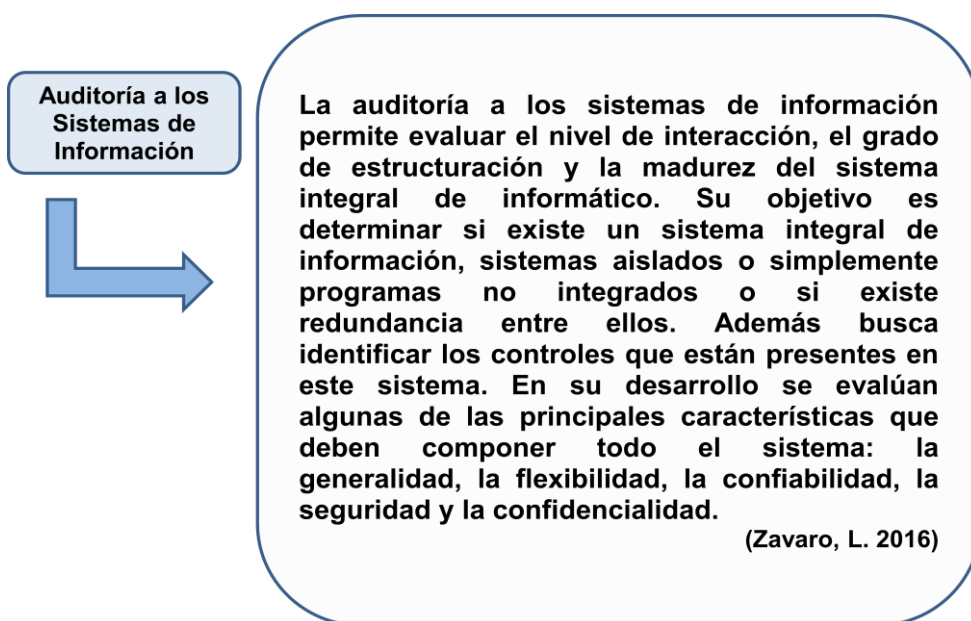 Auditoría a los
Sistemas de
Información
La auditoría a los sistemas de información
permite evaluar el nivel de interacción, el grado
de estructuración y la madurez del sistema
integral de informático. Su objetivo es
determinar si existe un sistema integral de
información, sistemas aislados o simplemente
programas no integrados o si existe
redundancia entre ellos. Además busca
identificar los controles que están presentes en
este sistema. En su desarrollo se evalúan
algunas de las principales características que
deben componer todo el sistema: la
generalidad, la flexibilidad, la confiabilidad, la
seguridad y la confidencialidad.
(Zavaro, L. 2016)